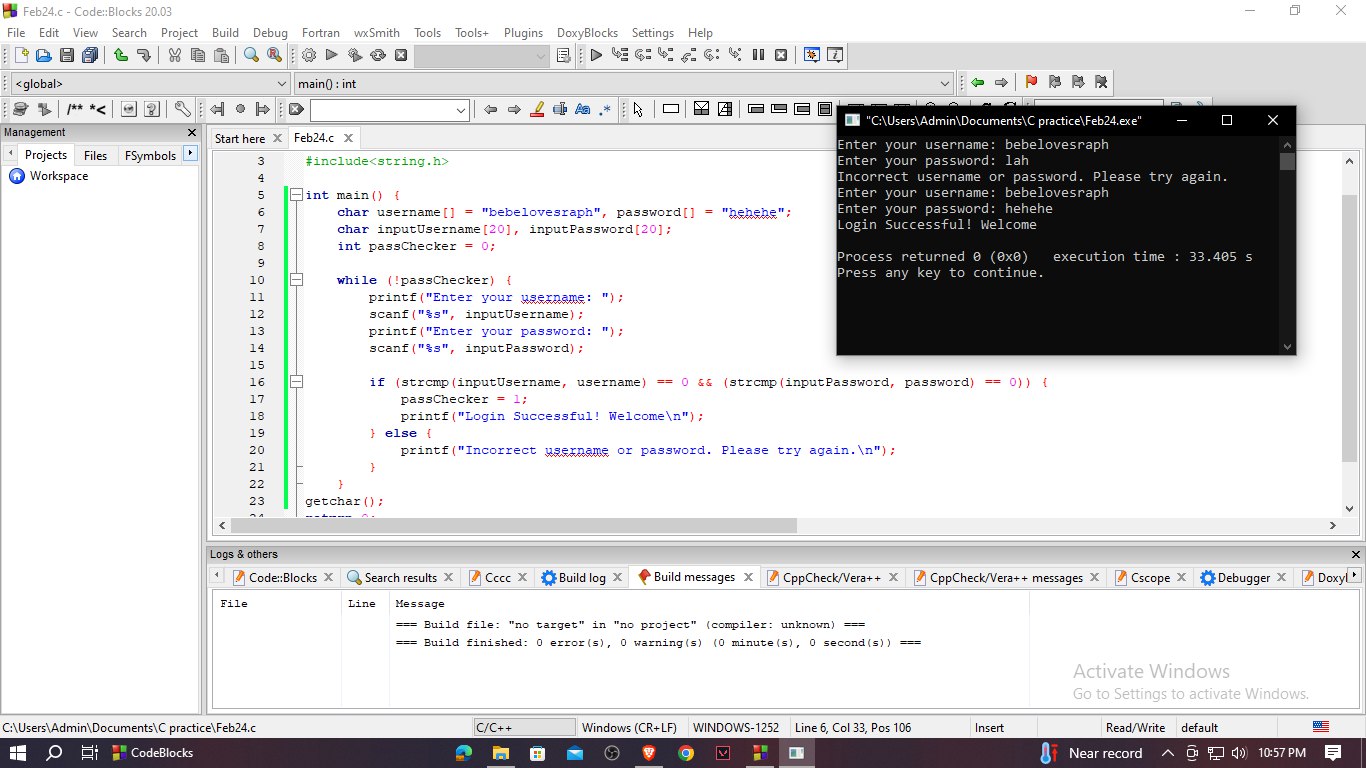 Feb24.c - Code::Blocks 20.03
File Edit View Search Project Build Debug Fortran wxSmith Tools Tools+ Plugins DoxyBlocks Settings Help
<global> main() : int
/** *< Aa .*
Management
Projects Files FSymbols
Workspace
Start here Feb24.c
3 #include<string.h>
4
5 int main() {
6 char username[] = "bebelovesraph", password[] = "hehehe";
7 char inputUsername[20], inputPassword[20];
8 int passChecker = 0;
9
10 while (!passChecker) {
11 printf("Enter your username: ");
12 scanf("%s", inputUsername);
13 printf("Enter your password: ");
14 scanf("%s", inputPassword);
15
16 if (strcmp(inputUsername, username) == 0 && (strcmp(inputPassword, password) == 0)) {
17 passChecker = 1;
18 printf("Login Successful! Welcome\n");
19 } else {
20 printf("Incorrect username or password. Please try again.\n");
21 }
22 }
23 getchar();
"C:\Users\Admin\Documents\C practice\Feb24.exe"
Enter your username: bebelovesraph
Enter your password: lah
Incorrect username or password. Please try again.
Enter your username: bebelovesraph
Enter your password: hehehe
Login Successful! Welcome
Process returned 0 (0x0) execution time : 33.405 s
Press any key to continue.
Logs & others
Code::Blocks Search results Cccc Build log Build messages CppCheck/Vera++ CppCheck/Vera++ messages Cscope Debugger Doxy
File Line Message
=== Build file: "no target" in "no project" (compiler: unknown) ===
=== Build finished: 0 error(s), 0 warning(s) (0 minute(s), 0 second(s)) ===
Activate Windows
Go to Settings to activate Windows.
C:\Users\Admin\Documents\C practice\Feb24.c C/C++ Windows (CR+LF) WINDOWS-1252 Line 6, Col 33, Pos 106 Insert Read/Write default
CodeBlocks Near record 10:57 PM